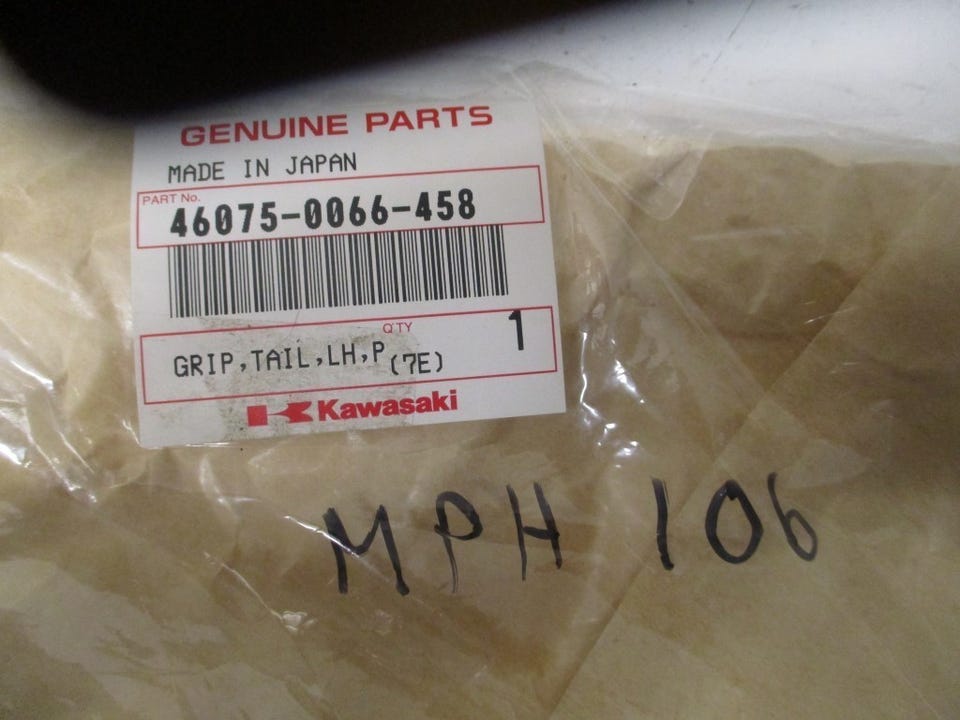 GENUINE PARTS
MADE IN JAPAN
PART No.
46075-0066-458
QTY
1
GRIP,TAIL,LH,P(7E)
Kawasaki
MPH 106